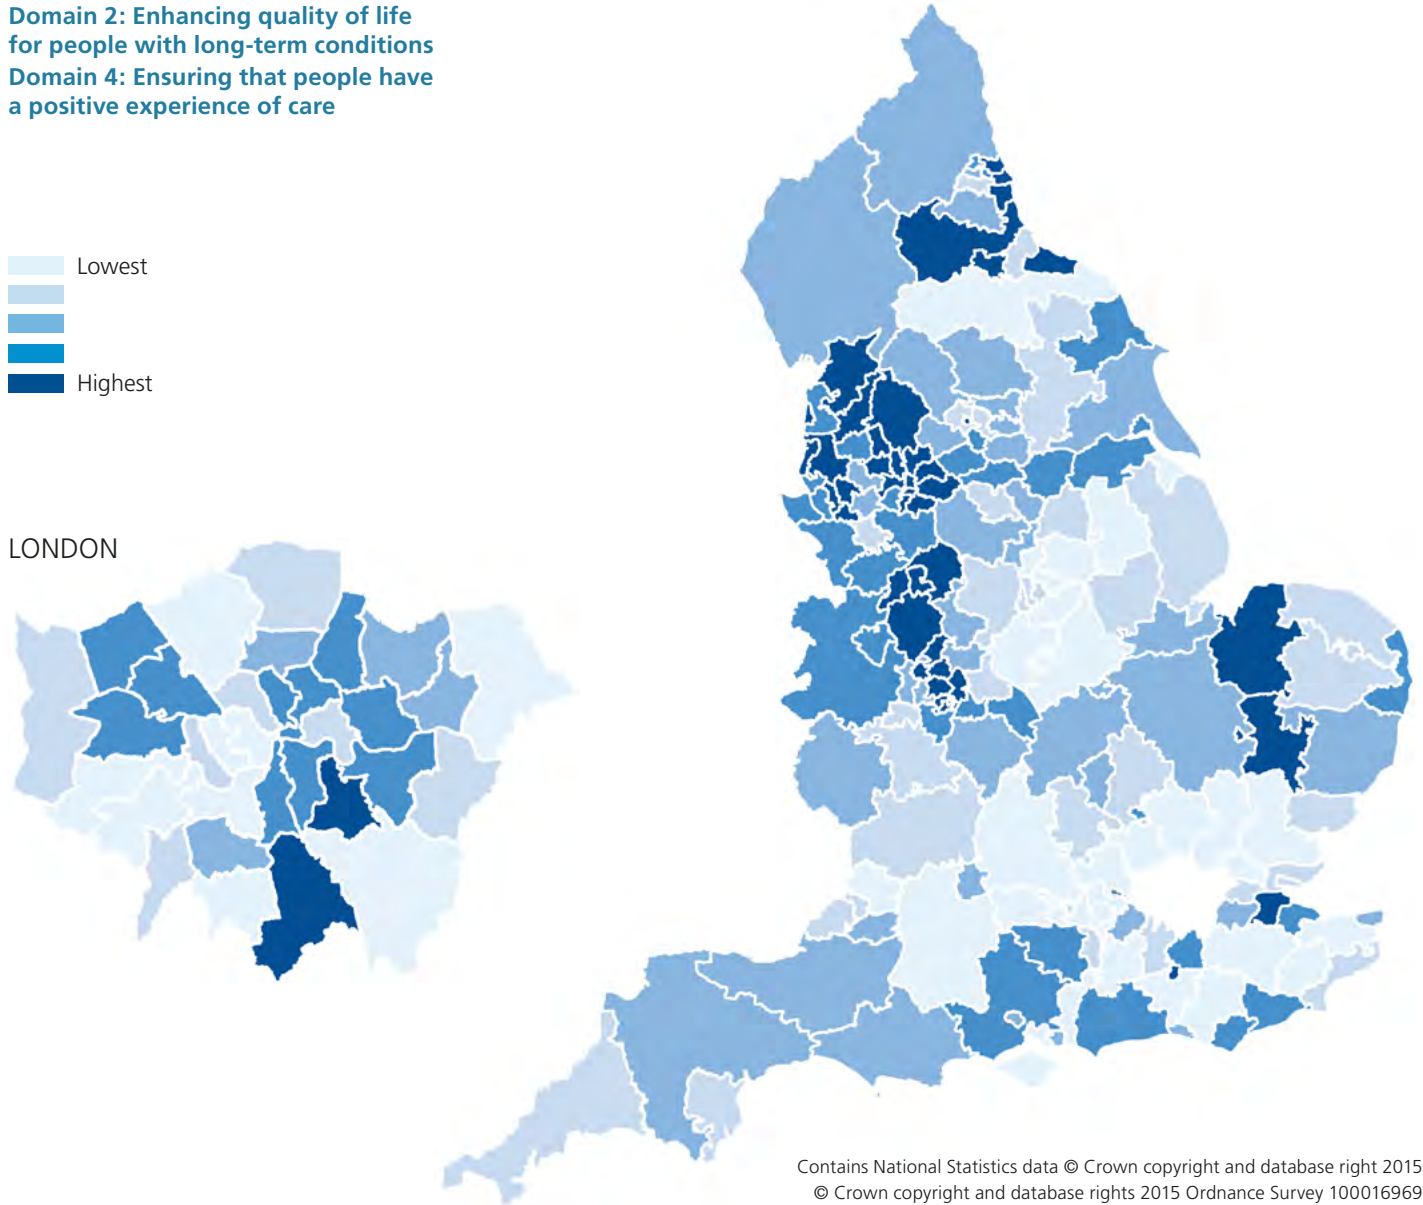 Domain 2: Enhancing quality of life
for people with long-term conditions
Domain 4: Ensuring that people have
a positive experience of care
Lowest
Highest
LONDON
Contains National Statistics data © Crown copyright and database right 2015
© Crown copyright and database rights 2015 Ordnance Survey 100016969